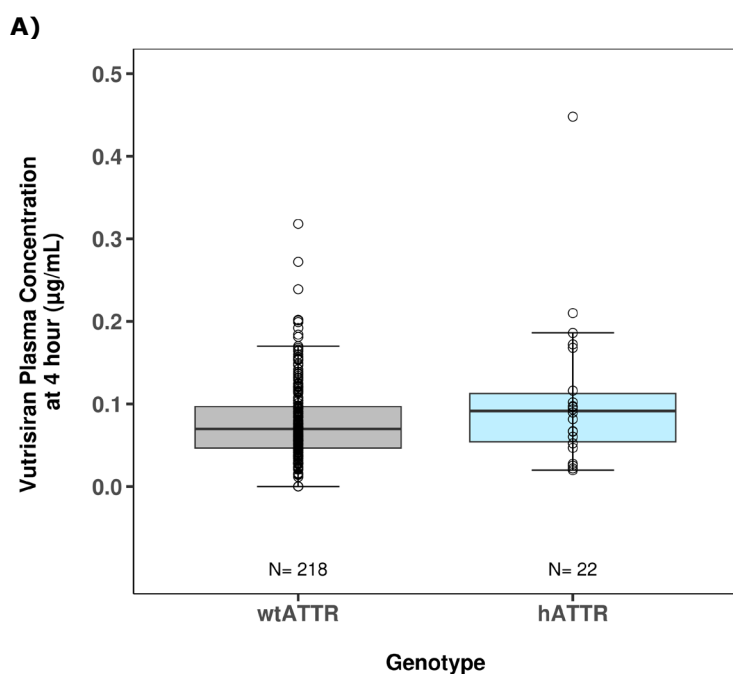 A)
Vutrisiran Plasma Concentration
at 4 hour (µg/mL)
0.5
0.4
0.3
0.2
0.1
0.0
N= 218
N= 22
wtATTR
hATTR
Genotype